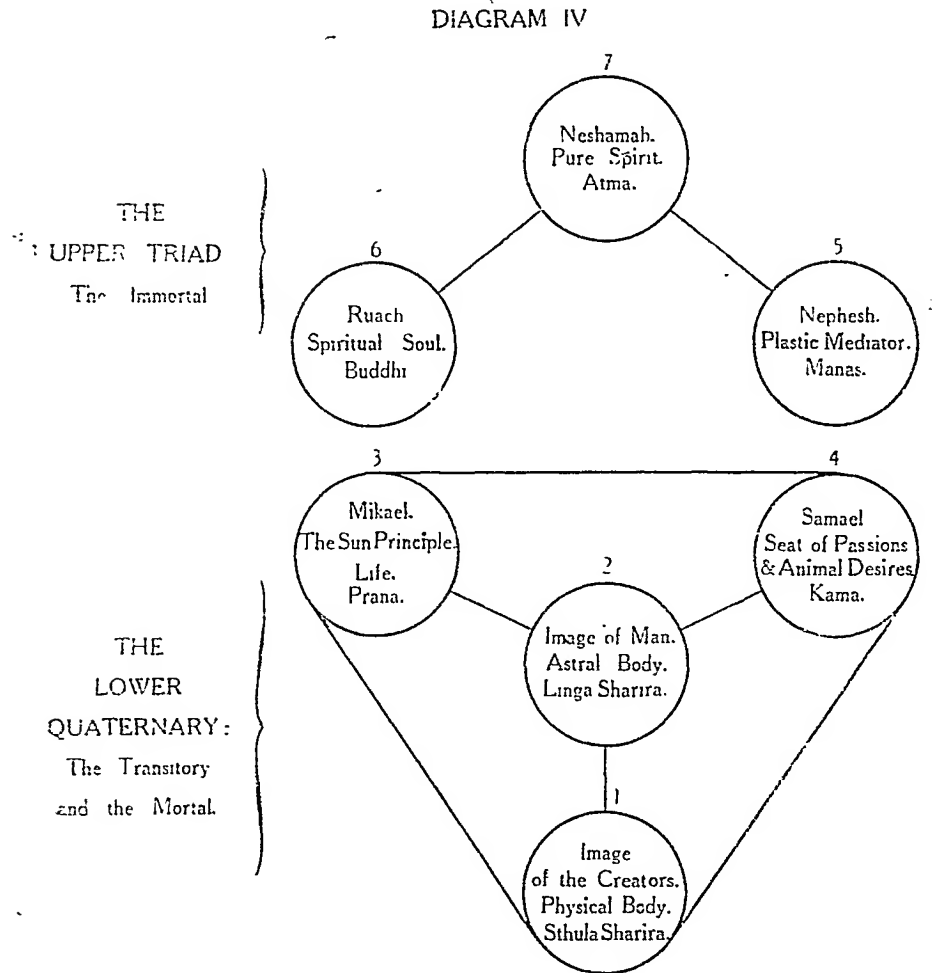 DIAGRAM IV
7
Neshamah.
Pure Spirit.
Atma.
THE
UPPER TRIAD
The Immortal
6
Ruach
Spiritual Soul.
Buddhi
5
Nephesh.
Plastic Mediator.
Manas.
3
Mikael.
The Sun Principle.
Life.
Prana.
4
Samael
Seat of Passions
& Animal Desires
Kama.
2
Image of Man.
Astral Body.
Linga Sharira.
THE
LOWER
QUATERNARY:
The Transitory
and the Mortal.
1
Image
of the Creators.
Physical Body.
Sthula Sharira.